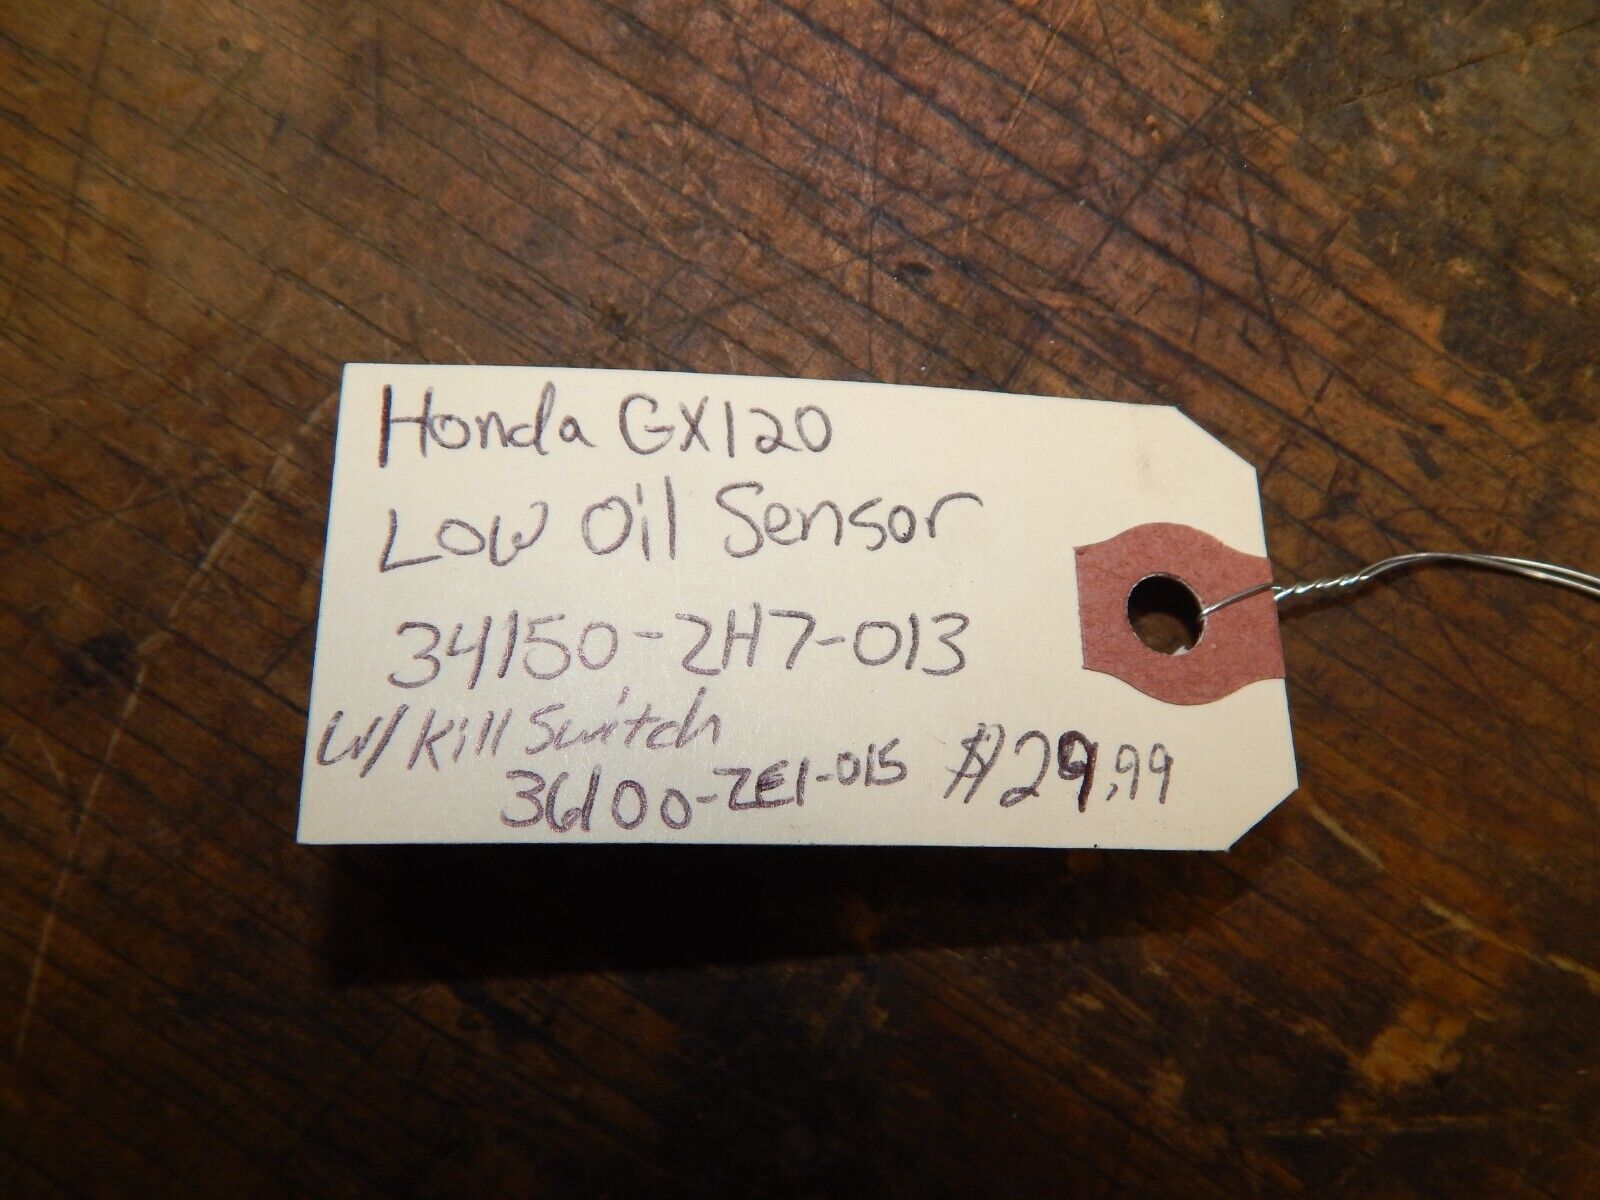 Honda GX120
Low Oil Sensor
34150-ZH7-013
W/ Kill Switch
36100-ZE1-015 $29.99